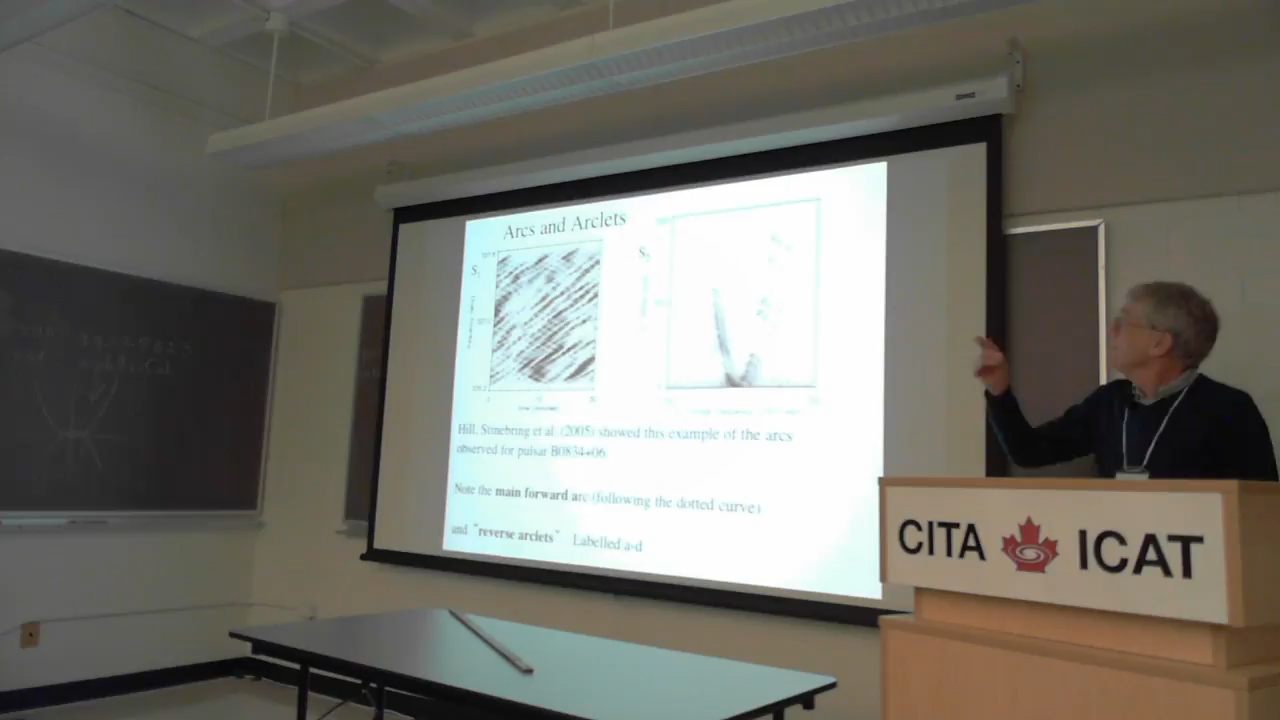 Arcs and Arclets
Hill, Stinebring et al. (2005) showed this example of the arcs
observed for pulsar B0834+06
Note the main forward arc (following the dotted curve)
and "reverse arclets" Labelled a-d
CITA ICAT